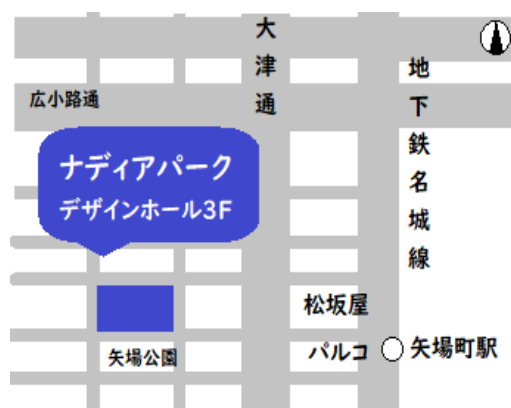 大津通
地下鉄名城線
広小路通
ナディアパーク
デザインホール3F
松坂屋
パルコ
矢場町駅
矢場公園